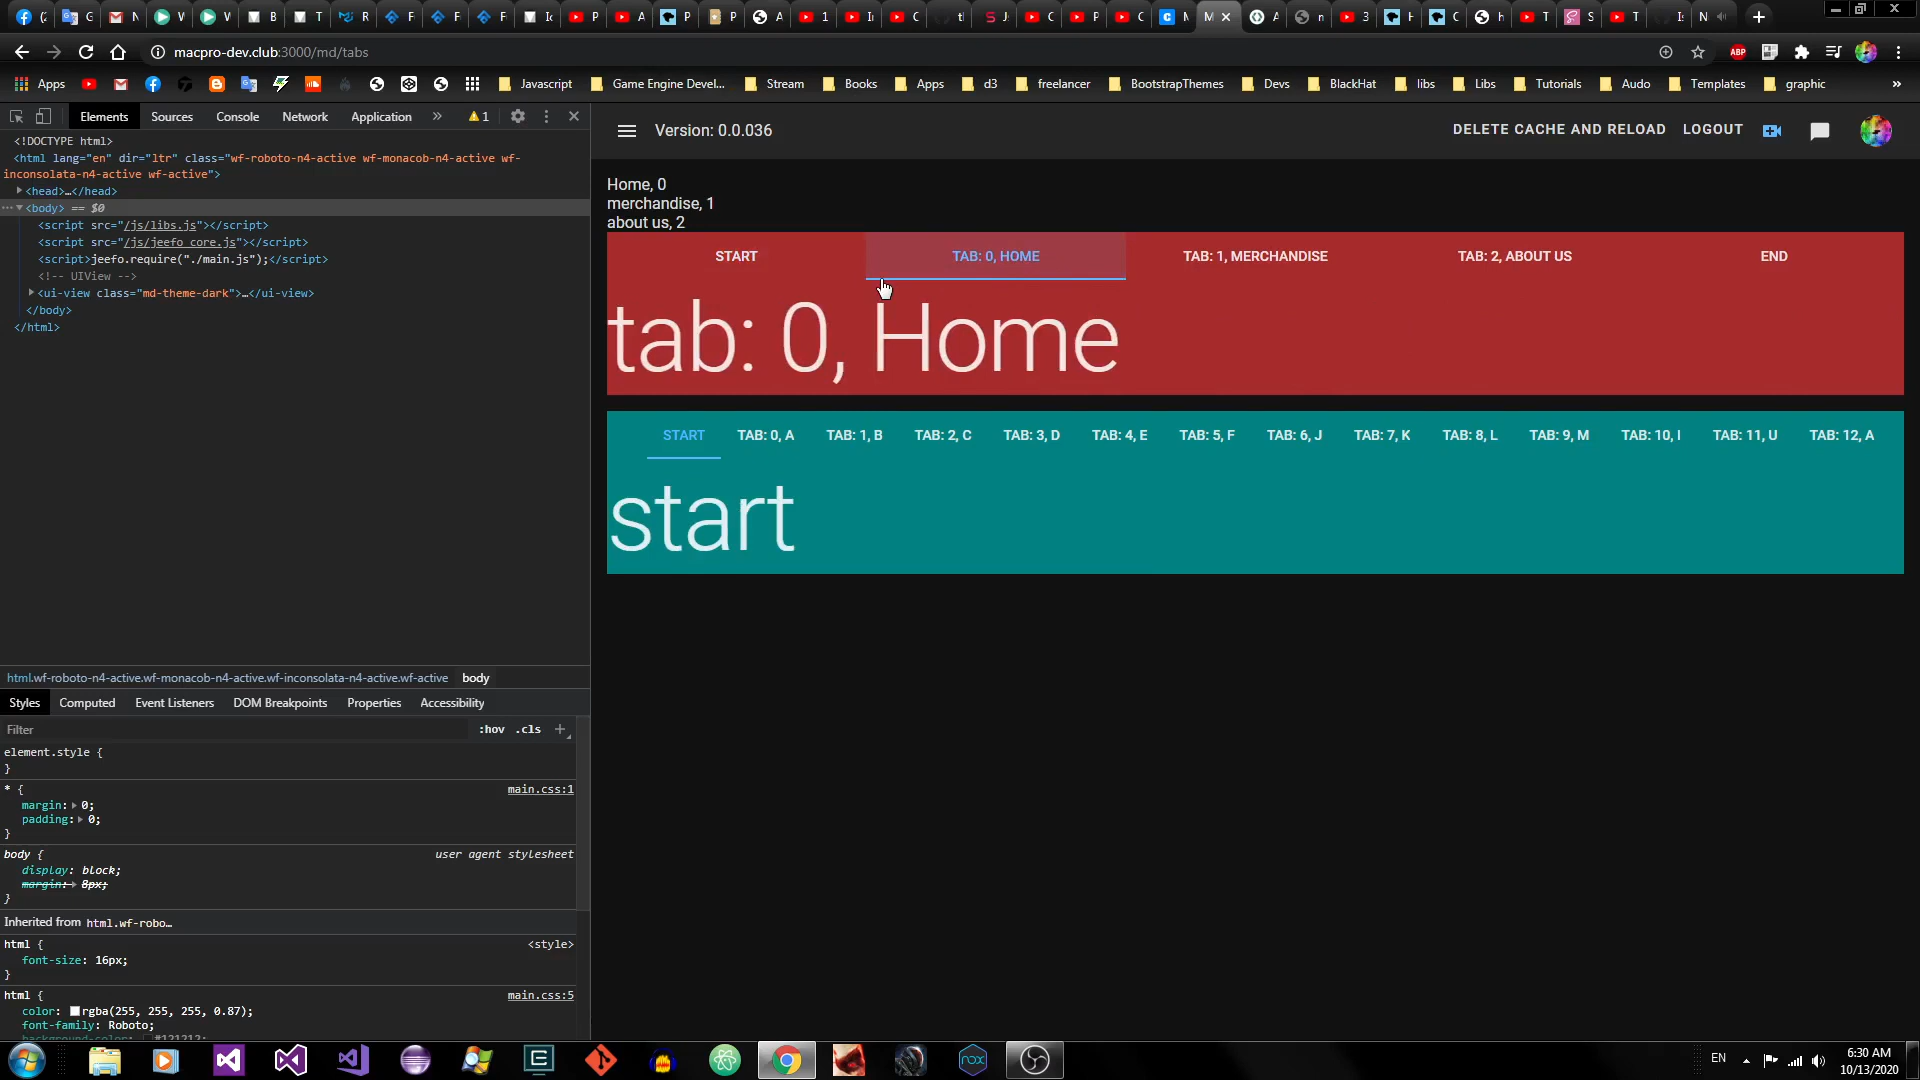 macpro-dev.club:3000/md/tabs
ABP
Apps
Javascript
Game Engine Devel...
Stream
Books
Apps
d3
freelancer
BootstrapThemes
Devs
BlackHat
libs
Libs
Tutorials
Audo
Templates
graphic
»
Elements
Sources
Console
Network
Application
»
1
<!DOCTYPE html>
<html lang="en" dir="ltr" class="wf-roboto-n4-active wf-monacob-n4-active wf-
inconsolata-n4-active wf-active">
<head>…</head>
<body> == $0
<script src="/js/libs.js"></script>
<script src="/js/jeefo_core.js"></script>
<script>jeefo.require("./main.js");</script>
<!-- UIView -->
<ui-view class="md-theme-dark">…</ui-view>
</body>
</html>
html.wf-roboto-n4-active.wf-monacob-n4-active.wf-inconsolata-n4-active.wf-active
body
Styles
Computed
Event Listeners
DOM Breakpoints
Properties
Accessibility
Filter
:hov
.cls
element.style {
}
* {
main.css:1
margin: 0;
padding: 0;
}
body {
user agent stylesheet
display: block;
margin: 8px;
}
Inherited from html.wf-robo…
html {
<style>
font-size: 16px;
}
html {
main.css:5
color: rgba(255, 255, 255, 0.87);
font-family: Roboto;
background-color: #121212;
Version: 0.0.036
DELETE CACHE AND RELOAD
LOGOUT
Home, 0
merchandise, 1
about us, 2
START
TAB: 0, HOME
TAB: 1, MERCHANDISE
TAB: 2, ABOUT US
END
tab: 0, Home
START
TAB: 0, A
TAB: 1, B
TAB: 2, C
TAB: 3, D
TAB: 4, E
TAB: 5, F
TAB: 6, J
TAB: 7, K
TAB: 8, L
TAB: 9, M
TAB: 10, I
TAB: 11, U
TAB: 12, A
start
nox
EN
6:30 AM
10/13/2020